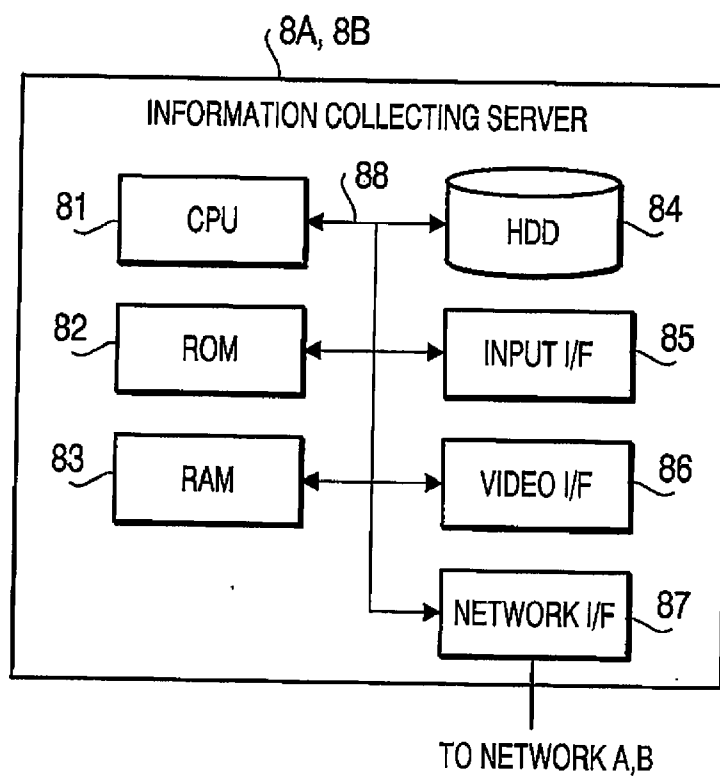 8A, 8B
INFORMATION COLLECTING SERVER
88
81
CPU
HDD
84
82
ROM
INPUT I/F
85
83
RAM
VIDEO I/F
86
NETWORK I/F
87
TO NETWORK A,B